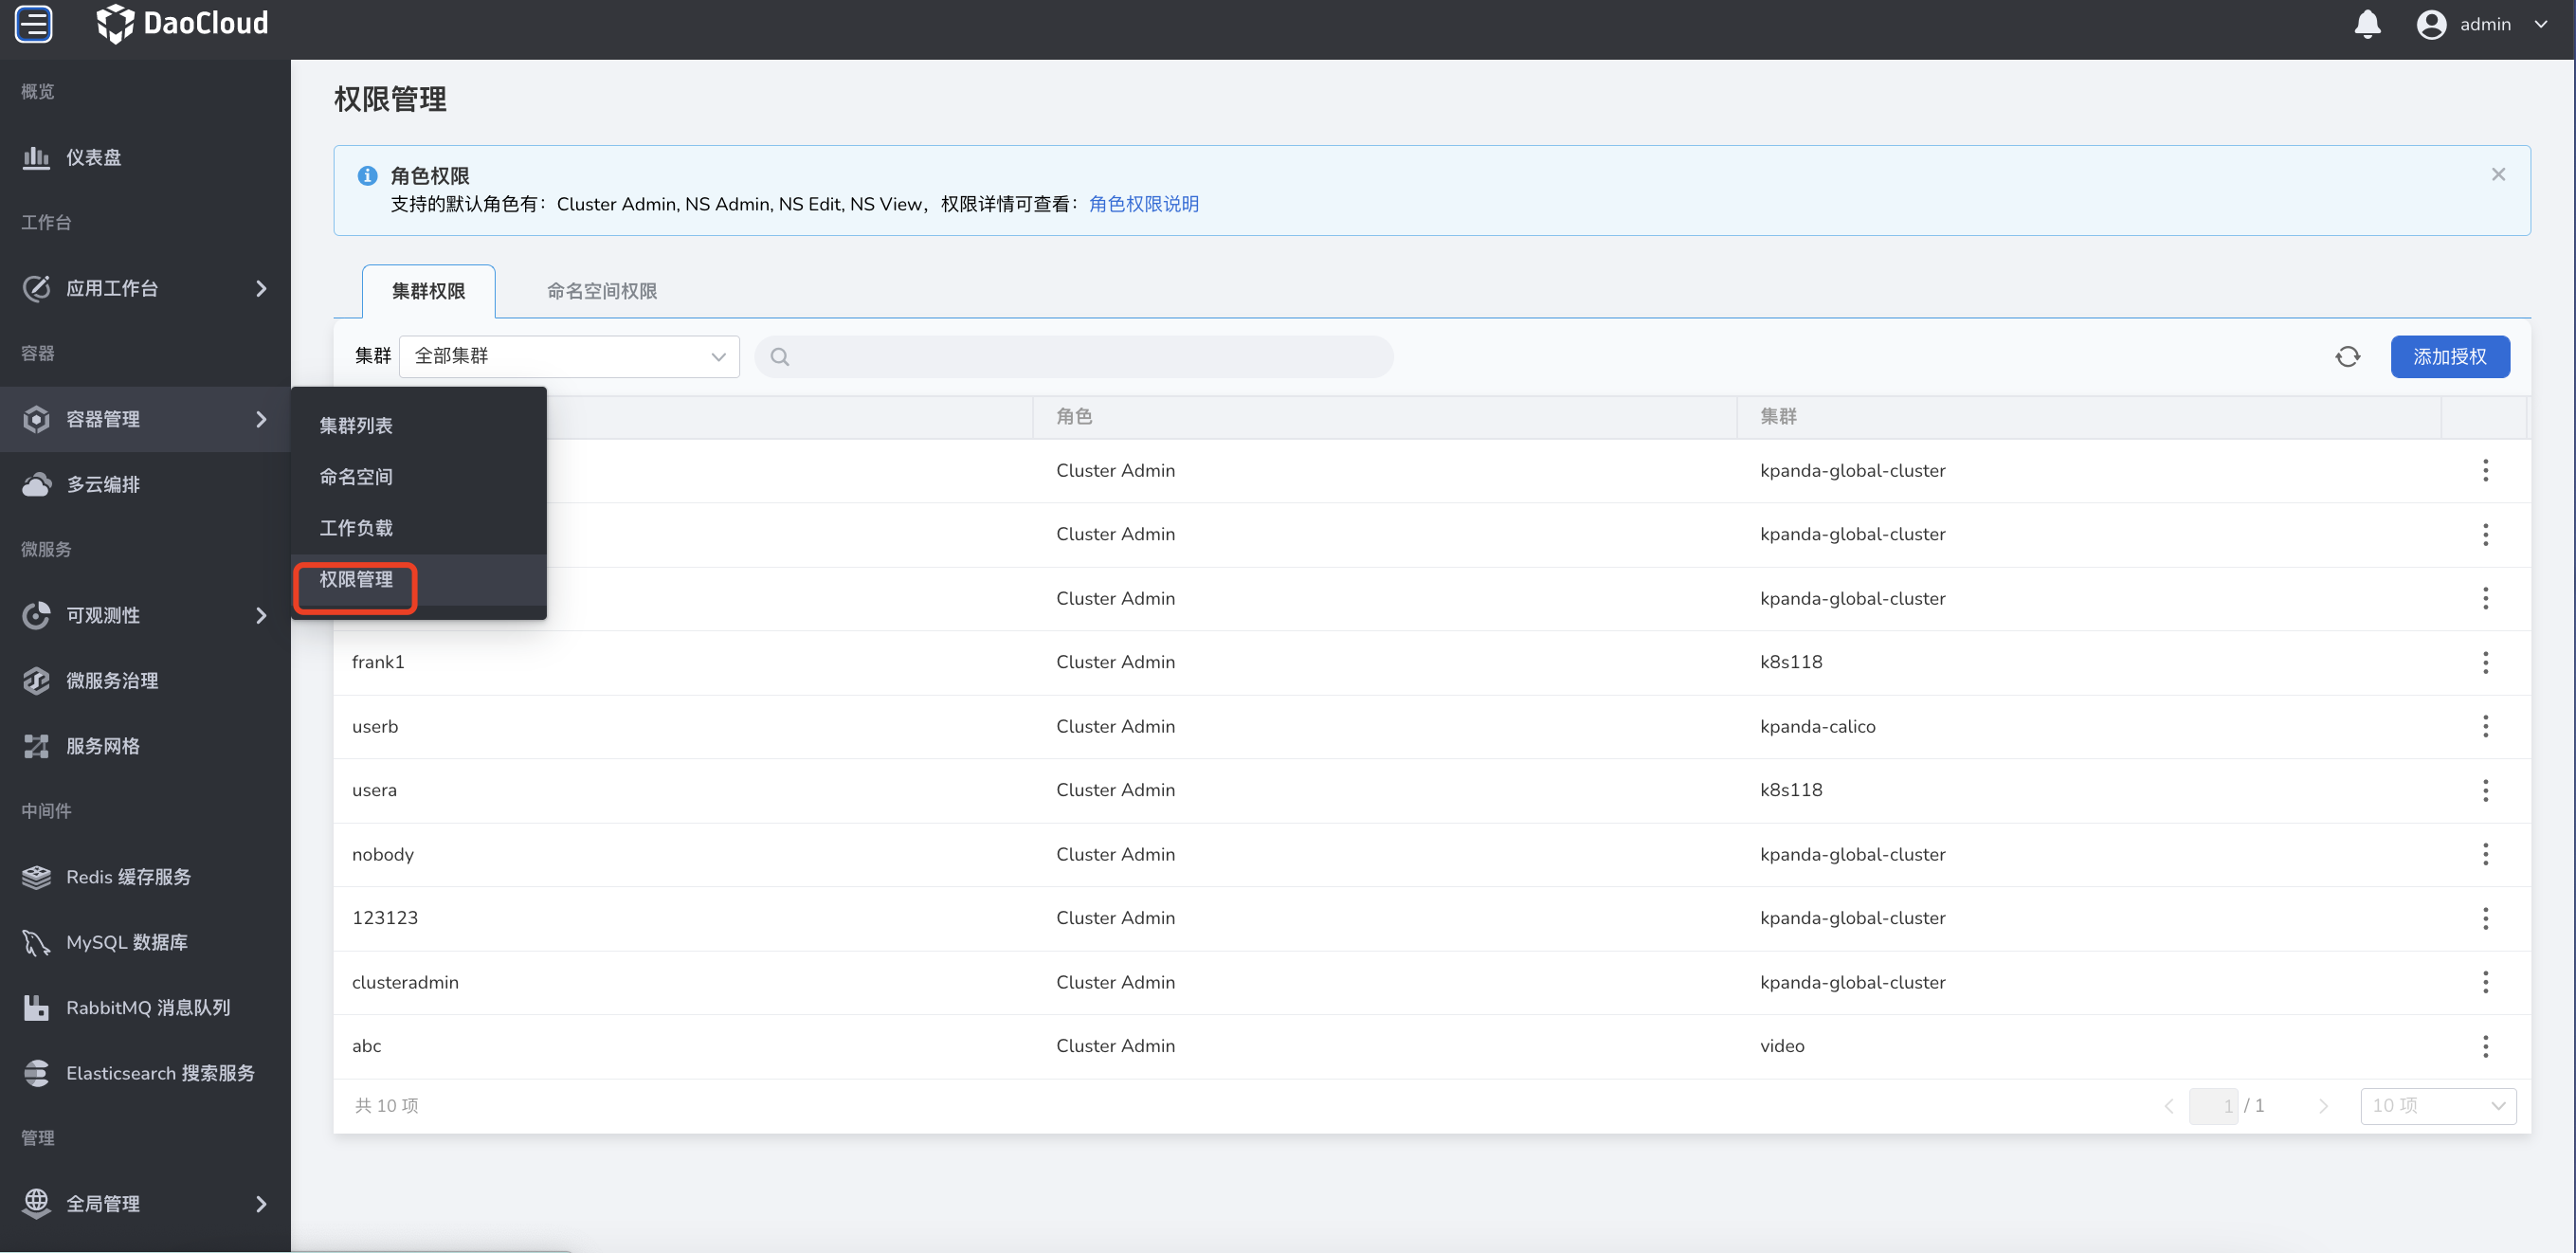 DaoCloud
admin
概览
仪表盘
工作台
应用工作台
容器
容器管理
多云编排
微服务
可观测性
微服务治理
服务网格
中间件
Redis 缓存服务
MySQL 数据库
RabbitMQ 消息队列
Elasticsearch 搜索服务
管理
全局管理
集群列表
命名空间
工作负载
权限管理
权限管理
角色权限
支持的默认角色有：Cluster Admin, NS Admin, NS Edit, NS View，权限详情可查看：角色权限说明
集群权限 命名空间权限
集群 全部集群 添加授权
角色 集群
Cluster Admin kpanda-global-cluster
Cluster Admin kpanda-global-cluster
Cluster Admin kpanda-global-cluster
frank1 Cluster Admin k8s118
userb Cluster Admin kpanda-calico
usera Cluster Admin k8s118
nobody Cluster Admin kpanda-global-cluster
123123 Cluster Admin kpanda-global-cluster
clusteradmin Cluster Admin kpanda-global-cluster
abc Cluster Admin video
共 10 项 1 / 1 10 项